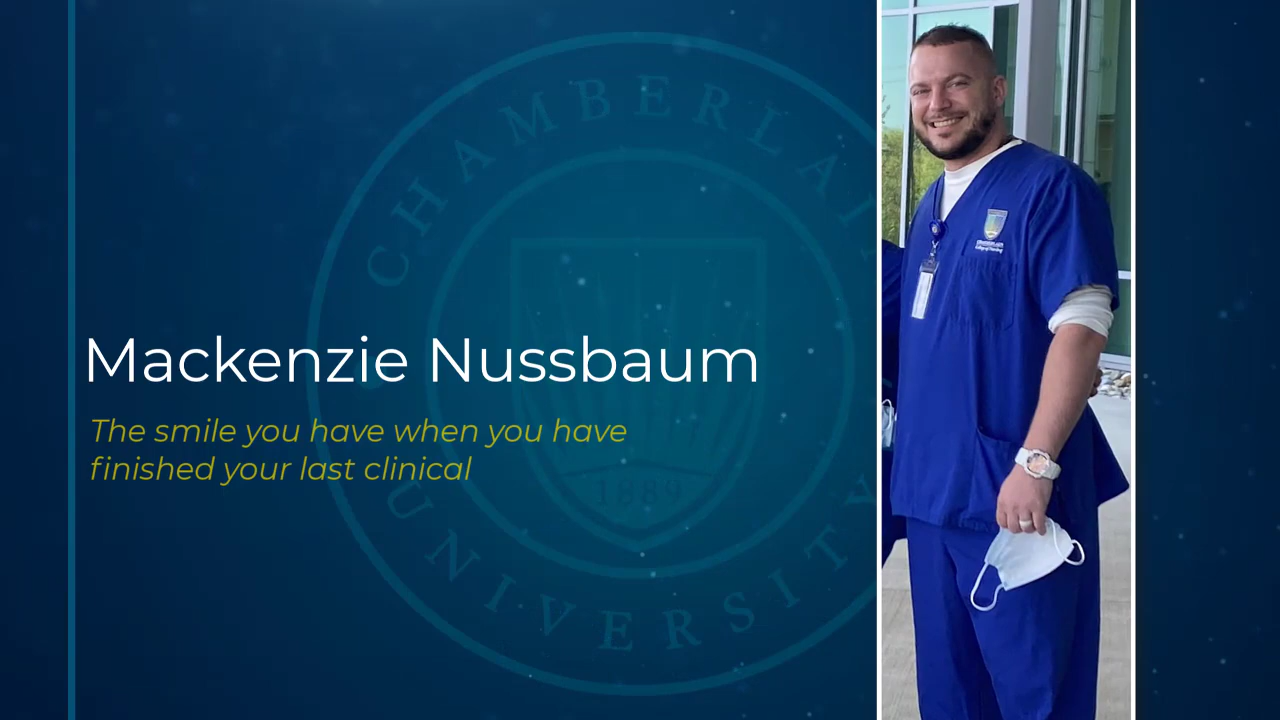 CHAMBERLAIN
Mackenzie Nussbaum
The smile you have when you have
finished your last clinical
1889
UNIVERSITY